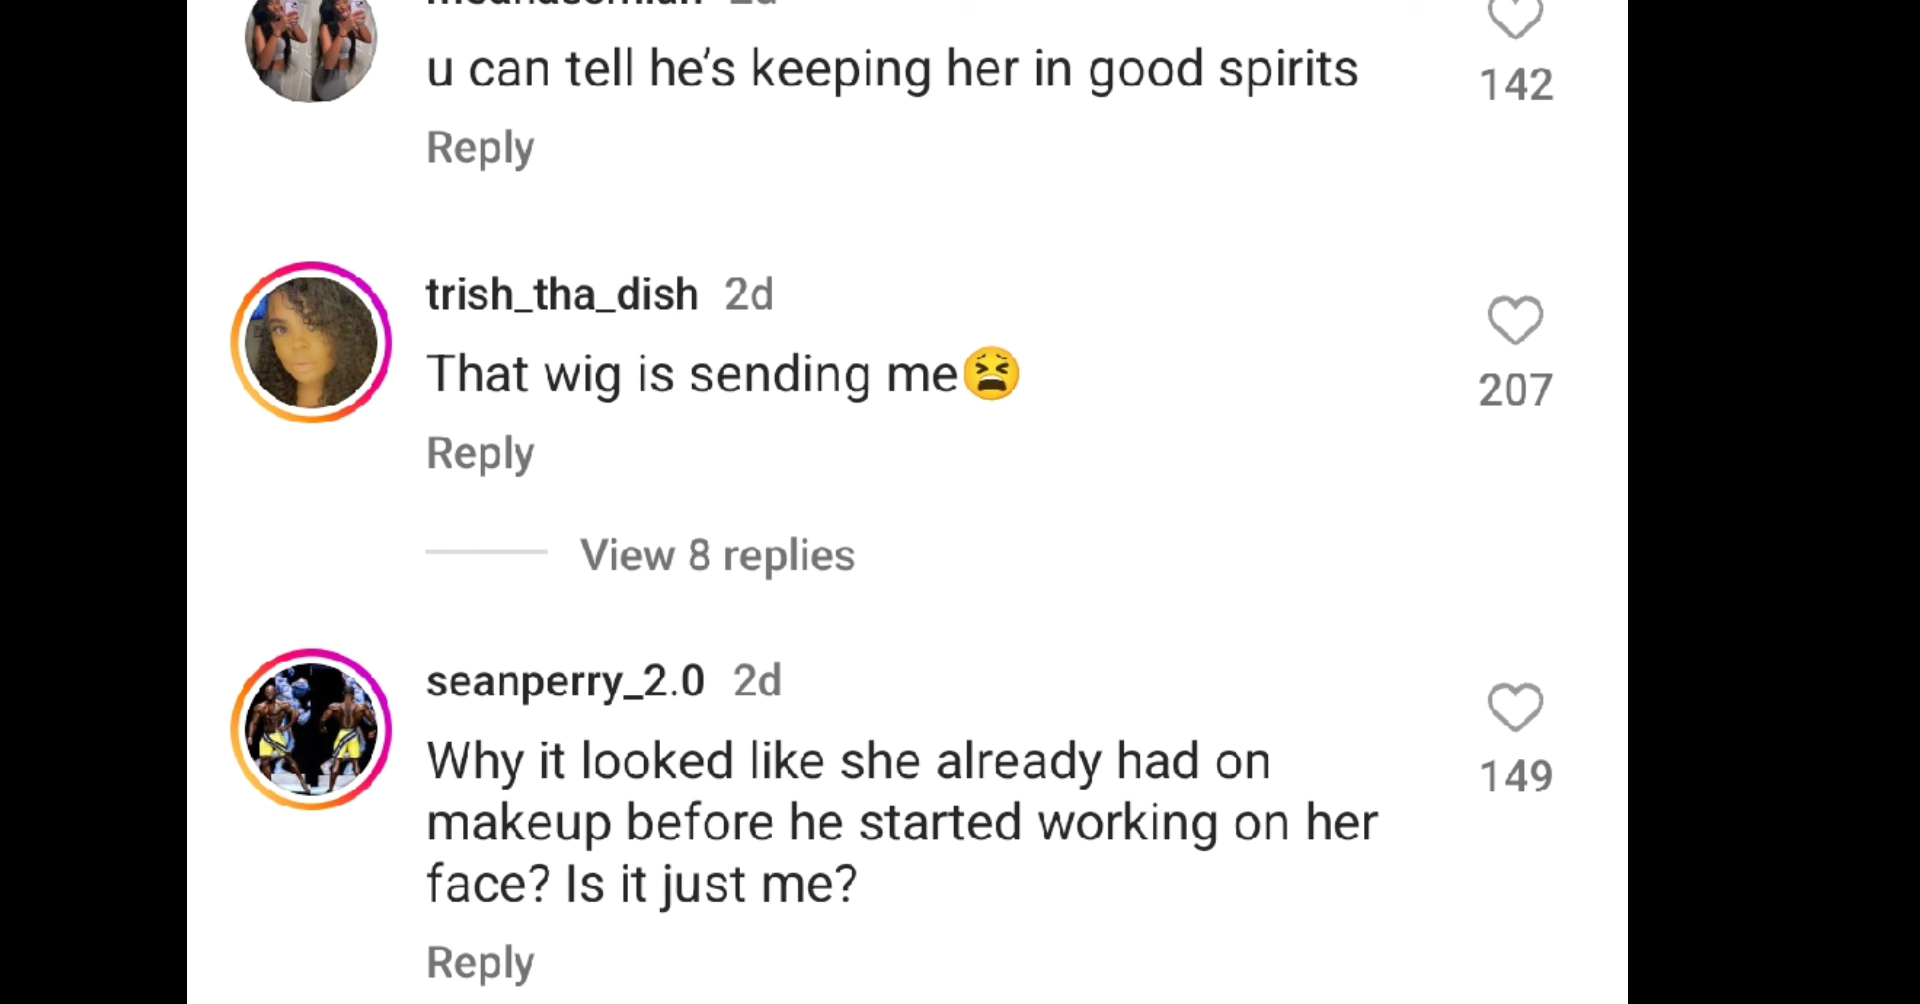 2d
u can tell he’s keeping her in good spirits
142
Reply
trish_tha_dish 2d
That wig is sending me😫
207
Reply
View 8 replies
seanperry_2.0 2d
Why it looked like she already had on
makeup before he started working on her
face? Is it just me?
149
Reply